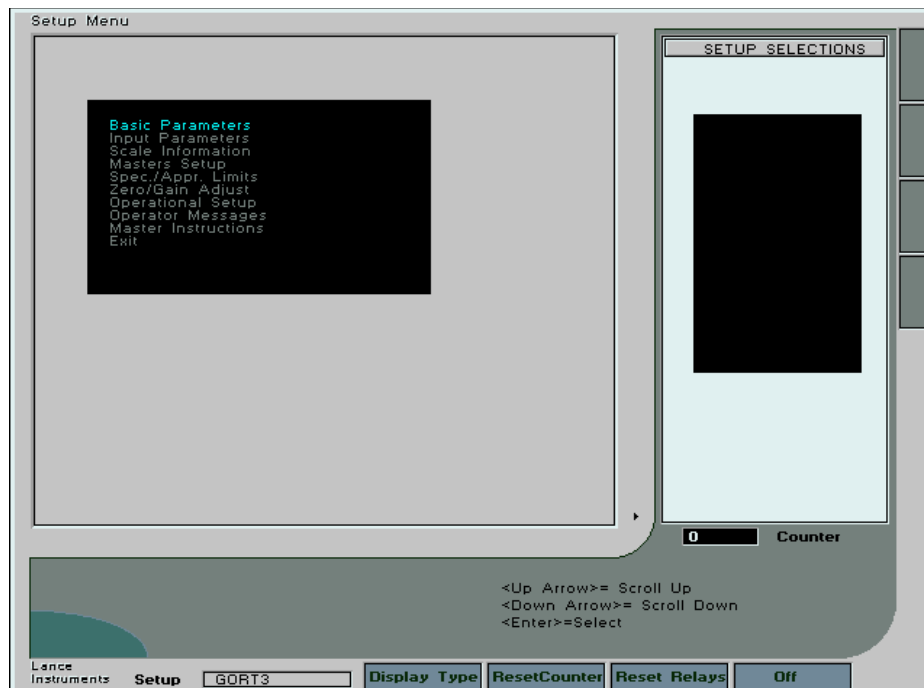 Setup Menu
SETUP SELECTIONS
Basic Parameters
Input Parameters
Scale Information
Masters Setup
Spec./Appr. Limits
Zero/Gain Adjust
Operational Setup
Operator Messages
Master Instructions
Exit
0 Counter
<Up Arrow>= Scroll Up
<Down Arrow>= Scroll Down
<Enter>=Select
Lance
Instruments
Setup GORT3 Display Type ResetCounter Reset Relays Off